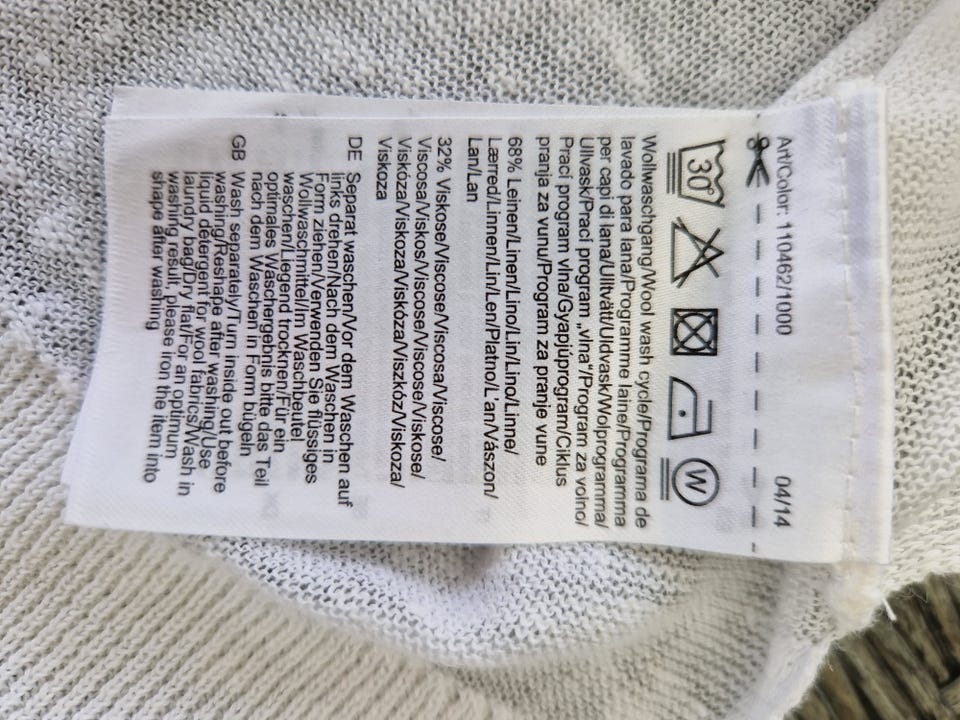 Art/Color: 110462/1000 04/14
30°
W
Wollwaschgang/Wool wash cycle/Programa de
lavado para lana/Programme laine/Programma
per capi di lana/Ulltvätt/Uldvask/Wolprogramma/
Ullvask/Prací program „vlna“/Program za volno/
Prací program vlna/Gyapjúprogram/Ciklus
pranja za vunu/Program za pranje vune
68% Leinen/Linen/Lino/Lin/Lino/Linne/
Lærred/Linnen/Lin/Len/Platno/L'an/Vászon/
Lan/Lan
32% Viskose/Viscose/Viscosa/Viscose/
Viscosa/Viskos/Viscose/Viscose/Viskose/
Viskóza/Viskoza/Viskóza/Viszkóz/Viskoza/
Viskoza
DE Separat waschen/Vor dem Waschen auf
links drehen/Nach dem Waschen in
Form ziehen/Verwenden Sie flüssiges
Wollwaschmittel/Im Waschbeutel
waschen/Liegend trocknen/Für ein
optimales Waschergebnis bitte das Teil
nach dem Waschen in Form bügeln
GB Wash separately/Turn inside out before
washing/Reshape after washing/Use
liquid detergent for wool fabrics/Wash in
laundry bag/Dry flat/For an optimum
washing result, please iron the item into
shape after washing